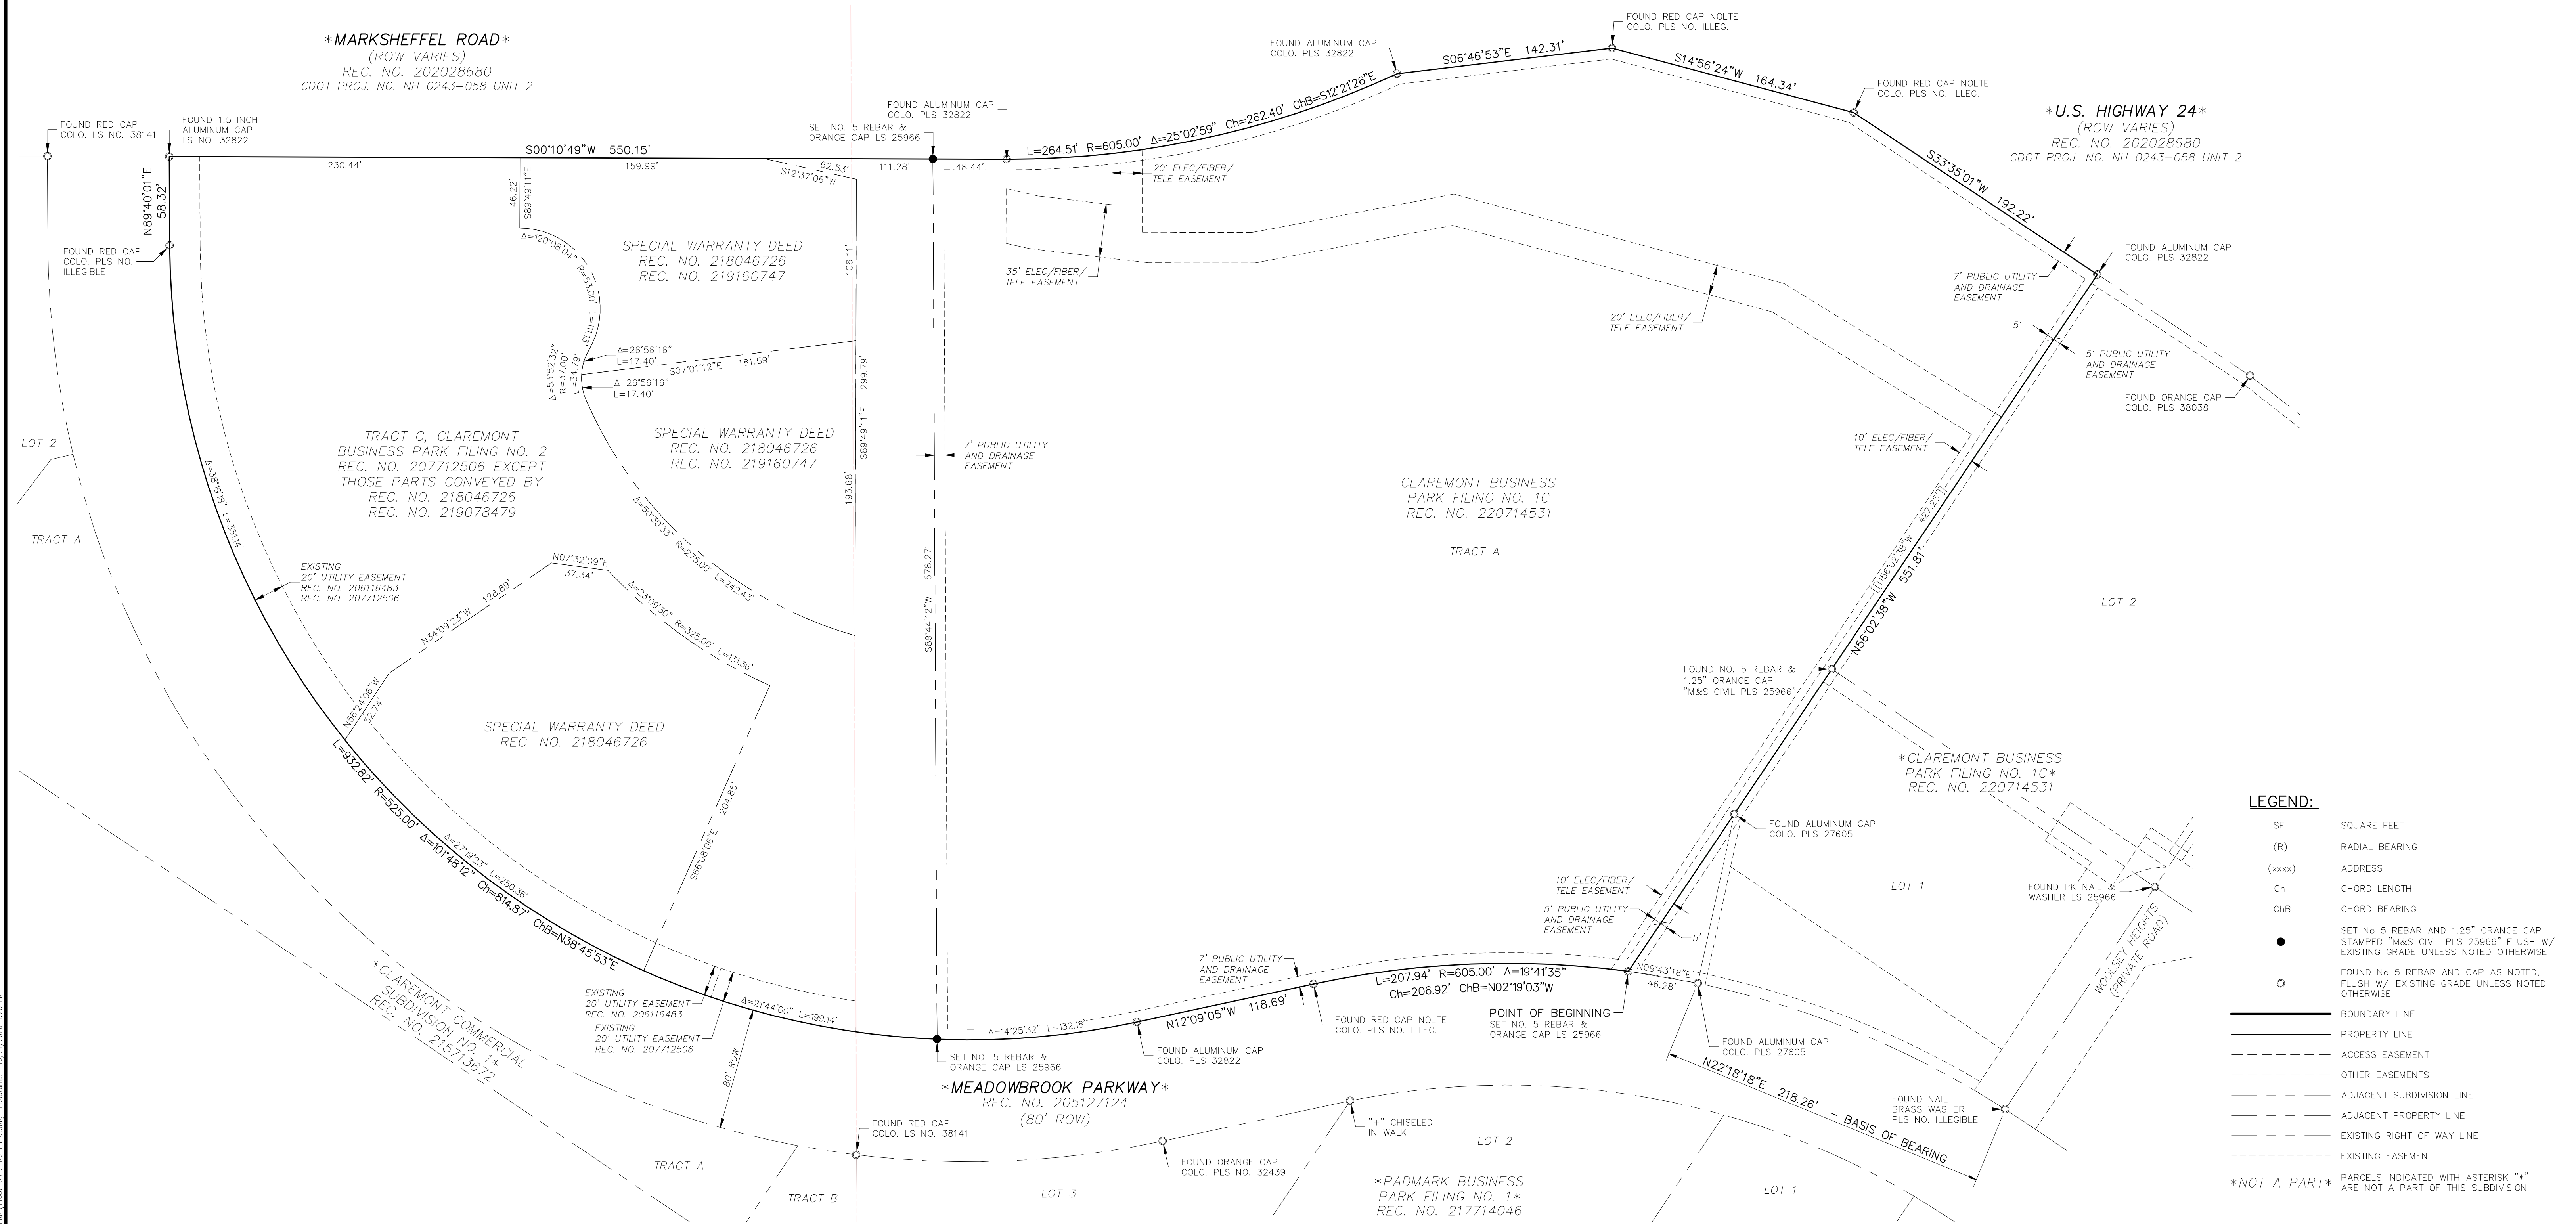 *MARKSHEFFEL ROAD*
(ROW VARIES)
REC. NO. 202028680
CDOT PROJ. NO. NH 0243-058 UNIT 2
FOUND RED CAP
COLO. LS NO. 38141
FOUND 1.5 INCH
ALUMINUM CAP
LS NO. 32822
FOUND ALUMINUM CAP
COLO. PLS 32822
SET NO. 5 REBAR &
ORANGE CAP LS 25966
FOUND ALUMINUM CAP
COLO. PLS 32822
FOUND RED CAP NOLTE
COLO. PLS NO. ILLEG.
FOUND RED CAP NOLTE
COLO. PLS NO. ILLEG.
*U.S. HIGHWAY 24*
(ROW VARIES)
REC. NO. 202028680
CDOT PROJ. NO. NH 0243-058 UNIT 2
S00°10'49"W 550.15'
230.44'
159.99'
62.53'
S12°37'06"W
111.28'
48.44'
L=264.51' R=605.00' Δ=25°02'59" Ch=262.40' ChB=S12°21'26"E
S06°46'53"E 142.31'
S14°56'24"W 164.34'
S33°35'01"W 192.22'
N89°40'01"E
58.32'
FOUND RED CAP
COLO. PLS NO.
ILLEGIBLE
46.22'
S89°49'11"E
Δ=120°08'04" R=53.00' L=111.13'
SPECIAL WARRANTY DEED
REC. NO. 218046726
REC. NO. 219160747
106.11'
20' ELEC/FIBER/
TELE EASEMENT
35' ELEC/FIBER/
TELE EASEMENT
20' ELEC/FIBER/
TELE EASEMENT
FOUND ALUMINUM CAP
COLO. PLS 32822
7' PUBLIC UTILITY
AND DRAINAGE
EASEMENT
5'
5' PUBLIC UTILITY
AND DRAINAGE
EASEMENT
FOUND ORANGE CAP
COLO. PLS 38038
Δ=53°52'32"
R=37.00'
L=34.79'
Δ=26°56'16"
L=17.40'
S07°01'12"E 181.59'
Δ=26°56'16"
L=17.40'
S89°49'11"E 299.79'
LOT 2
TRACT A
TRACT C, CLAREMONT
BUSINESS PARK FILING NO. 2
REC. NO. 207712506 EXCEPT
THOSE PARTS CONVEYED BY
REC. NO. 218046726
REC. NO. 219078479
SPECIAL WARRANTY DEED
REC. NO. 218046726
REC. NO. 219160747
193.68'
7' PUBLIC UTILITY
AND DRAINAGE
EASEMENT
10' ELEC/FIBER/
TELE EASEMENT
CLAREMONT BUSINESS
PARK FILING NO. 1C
REC. NO. 220714531
TRACT A
Δ=38°19'18" L=351.14'
Δ=50°30'33" R=275.00' L=242.43'
S89°44'12"W 578.27'
[(N56°02'38"W 427.25')]
N56°02'38"W 551.81'
LOT 2
EXISTING
20' UTILITY EASEMENT
REC. NO. 206116483
REC. NO. 207712506
N07°32'09"E
37.34'
N34°09'23"W 128.89'
Δ=23°09'30" R=325.00' L=131.36'
N56°24'06"W
52.74'
SPECIAL WARRANTY DEED
REC. NO. 218046726
FOUND NO. 5 REBAR &
1.25" ORANGE CAP
"M&S CIVIL PLS 25966"
*CLAREMONT BUSINESS
PARK FILING NO. 1C*
REC. NO. 220714531
L=932.82' R=525.00' Δ=101°48'12" Ch=814.87' ChB=N38°45'53"E
Δ=27°19'23" L=250.36'
S66°08'06"E 204.85'
FOUND ALUMINUM CAP
COLO. PLS 27605
LOT 1
FOUND PK NAIL &
WASHER LS 25966
WOOLSEY HEIGHTS
(PRIVATE ROAD)
10' ELEC/FIBER/
TELE EASEMENT
5' PUBLIC UTILITY
AND DRAINAGE
EASEMENT
5'
7' PUBLIC UTILITY
AND DRAINAGE
EASEMENT
L=207.94' R=605.00' Δ=19°41'35"
Ch=206.92' ChB=N02°19'03"W
N09°43'16"E
46.28'
*CLAREMONT COMMERCIAL
SUBDIVISION NO. 1*
REC. NO. 215713672
EXISTING
20' UTILITY EASEMENT
REC. NO. 206116483
EXISTING
20' UTILITY EASEMENT
REC. NO. 207712506
Δ=21°44'00" L=199.14'
Δ=14°25'32" L=132.18'
N12°09'05"W 118.69'
FOUND RED CAP NOLTE
COLO. PLS NO. ILLEG.
POINT OF BEGINNING
SET NO. 5 REBAR &
ORANGE CAP LS 25966
FOUND ALUMINUM CAP
COLO. PLS 27605
80' ROW
SET NO. 5 REBAR &
ORANGE CAP LS 25966
FOUND ALUMINUM CAP
COLO. PLS 32822
*MEADOWBROOK PARKWAY*
REC. NO. 205127124
(80' ROW)
N22°18'18"E 218.26' - BASIS OF BEARING
FOUND NAIL
BRASS WASHER
PLS NO. ILLEGIBLE
FOUND RED CAP
COLO. LS NO. 38141
"+" CHISELED
IN WALK
FOUND ORANGE CAP
COLO. PLS NO. 32439
TRACT A
TRACT B
LOT 3
LOT 2
*PADMARK BUSINESS
PARK FILING NO. 1*
REC. NO. 217714046
LOT 1
LEGEND:
SF SQUARE FEET
(R) RADIAL BEARING
(xxxx) ADDRESS
Ch CHORD LENGTH
ChB CHORD BEARING
SET No 5 REBAR AND 1.25" ORANGE CAP
STAMPED "M&S CIVIL PLS 25966" FLUSH W/
EXISTING GRADE UNLESS NOTED OTHERWISE
FOUND No 5 REBAR AND CAP AS NOTED,
FLUSH W/ EXISTING GRADE UNLESS NOTED
OTHERWISE
BOUNDARY LINE
PROPERTY LINE
ACCESS EASEMENT
OTHER EASEMENTS
ADJACENT SUBDIVISION LINE
ADJACENT PROPERTY LINE
EXISTING RIGHT OF WAY LINE
EXISTING EASEMENT
*NOT A PART* PARCELS INDICATED WITH ASTERISK "*"
ARE NOT A PART OF THIS SUBDIVISION